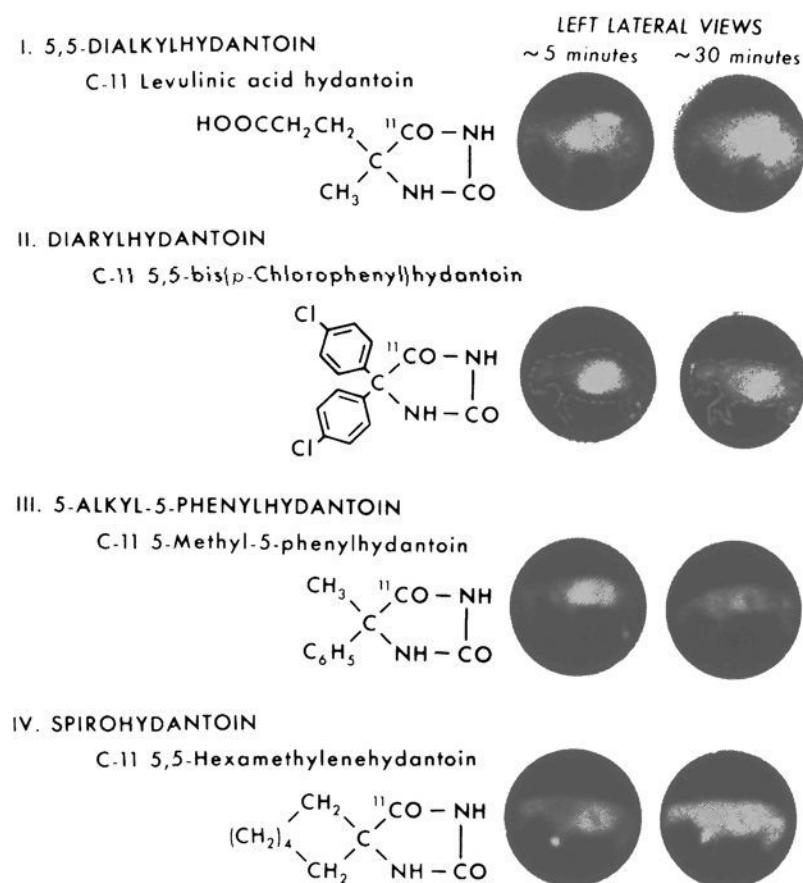 LEFT LATERAL VIEWS
~5 minutes ~30 minutes
I. 5,5-DIALKYLHYDANTOIN
C-11 Levulinic acid hydantoin
HOOCCH₂CH₂ ¹¹CO — NH
C
CH₃ NH — CO
II. DIARYLHYDANTOIN
C-11 5,5-bis(p-Chlorophenyl)hydantoin
Cl
¹¹CO — NH
C
NH — CO
Cl
III. 5-ALKYL-5-PHENYLHYDANTOIN
C-11 5-Methyl-5-phenylhydantoin
CH₃ ¹¹CO — NH
C
C₆H₅ NH — CO
IV. SPIROHYDANTOIN
C-11 5,5-Hexamethylenehydantoin
CH₂ ¹¹CO — NH
(CH₂)₄ C
CH₂ NH — CO